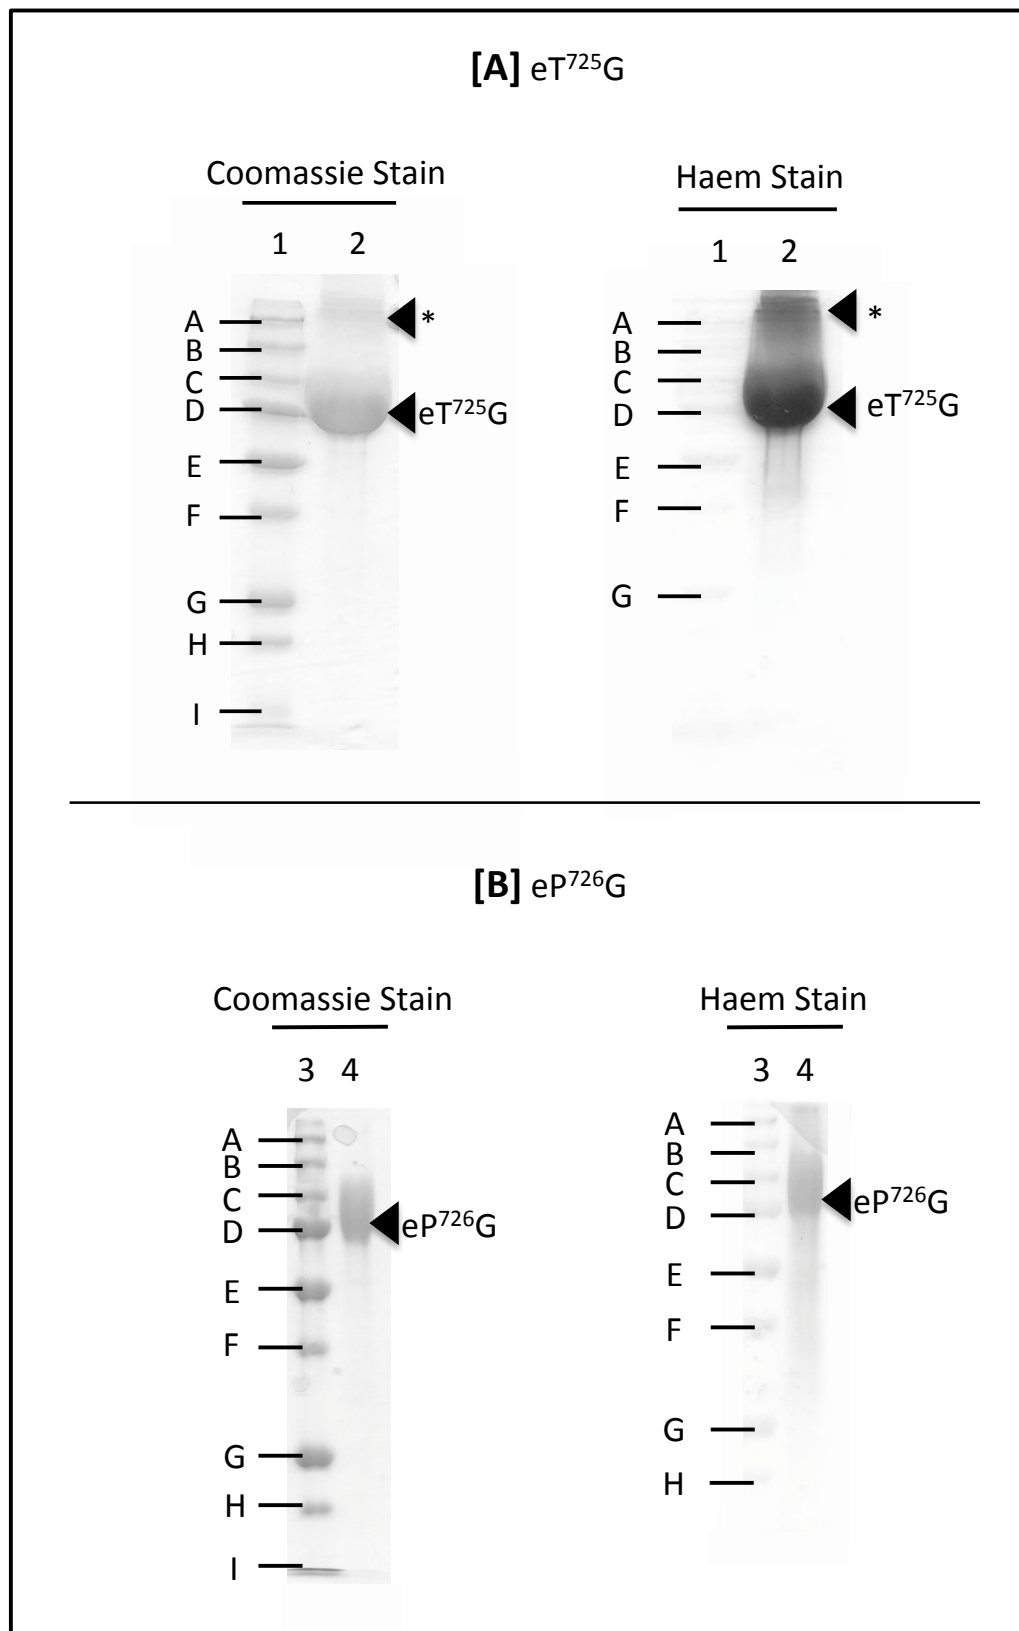 [A] eT⁷²⁵G
Coomassie Stain
Haem Stain
1 2
1 2
A
B
C
D
E
F
G
H
I
*
eT⁷²⁵G
A
B
C
D
E
F
G
*
eT⁷²⁵G
[B] eP⁷²⁶G
Coomassie Stain
Haem Stain
3 4
3 4
A
B
C
D
E
F
G
H
I
eP⁷²⁶G
A
B
C
D
E
F
G
H
eP⁷²⁶G